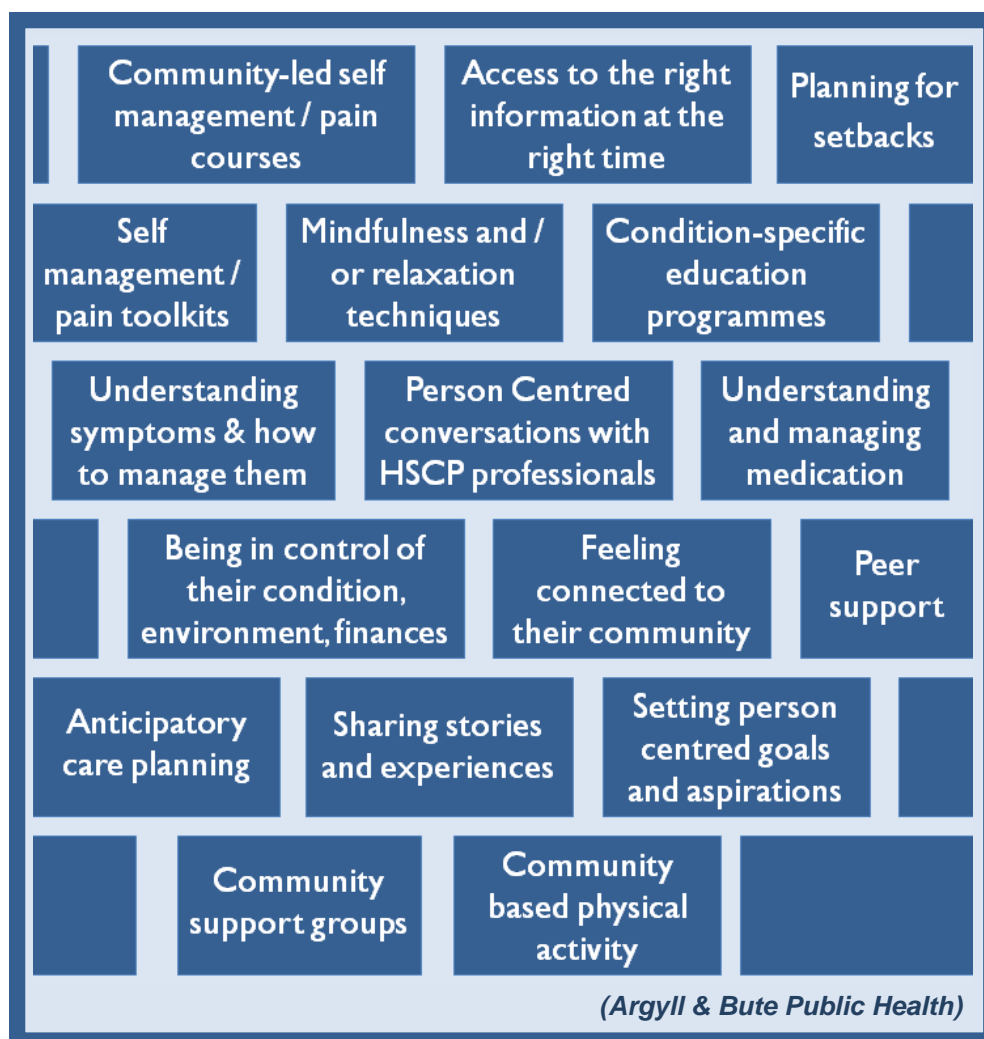 Community-led self
management / pain
courses
Access to the right
information at the
right time
Planning for
setbacks
Self
management /
pain toolkits
Mindfulness and /
or relaxation
techniques
Condition-specific
education
programmes
Understanding
symptoms & how
to manage them
Person Centred
conversations with
HSCP professionals
Understanding
and managing
medication
Being in control of
their condition,
environment, finances
Feeling
connected to
their community
Peer
support
Anticipatory
care planning
Sharing stories
and experiences
Setting person
centred goals
and aspirations
Community
support groups
Community
based physical
activity
(Argyll & Bute Public Health)